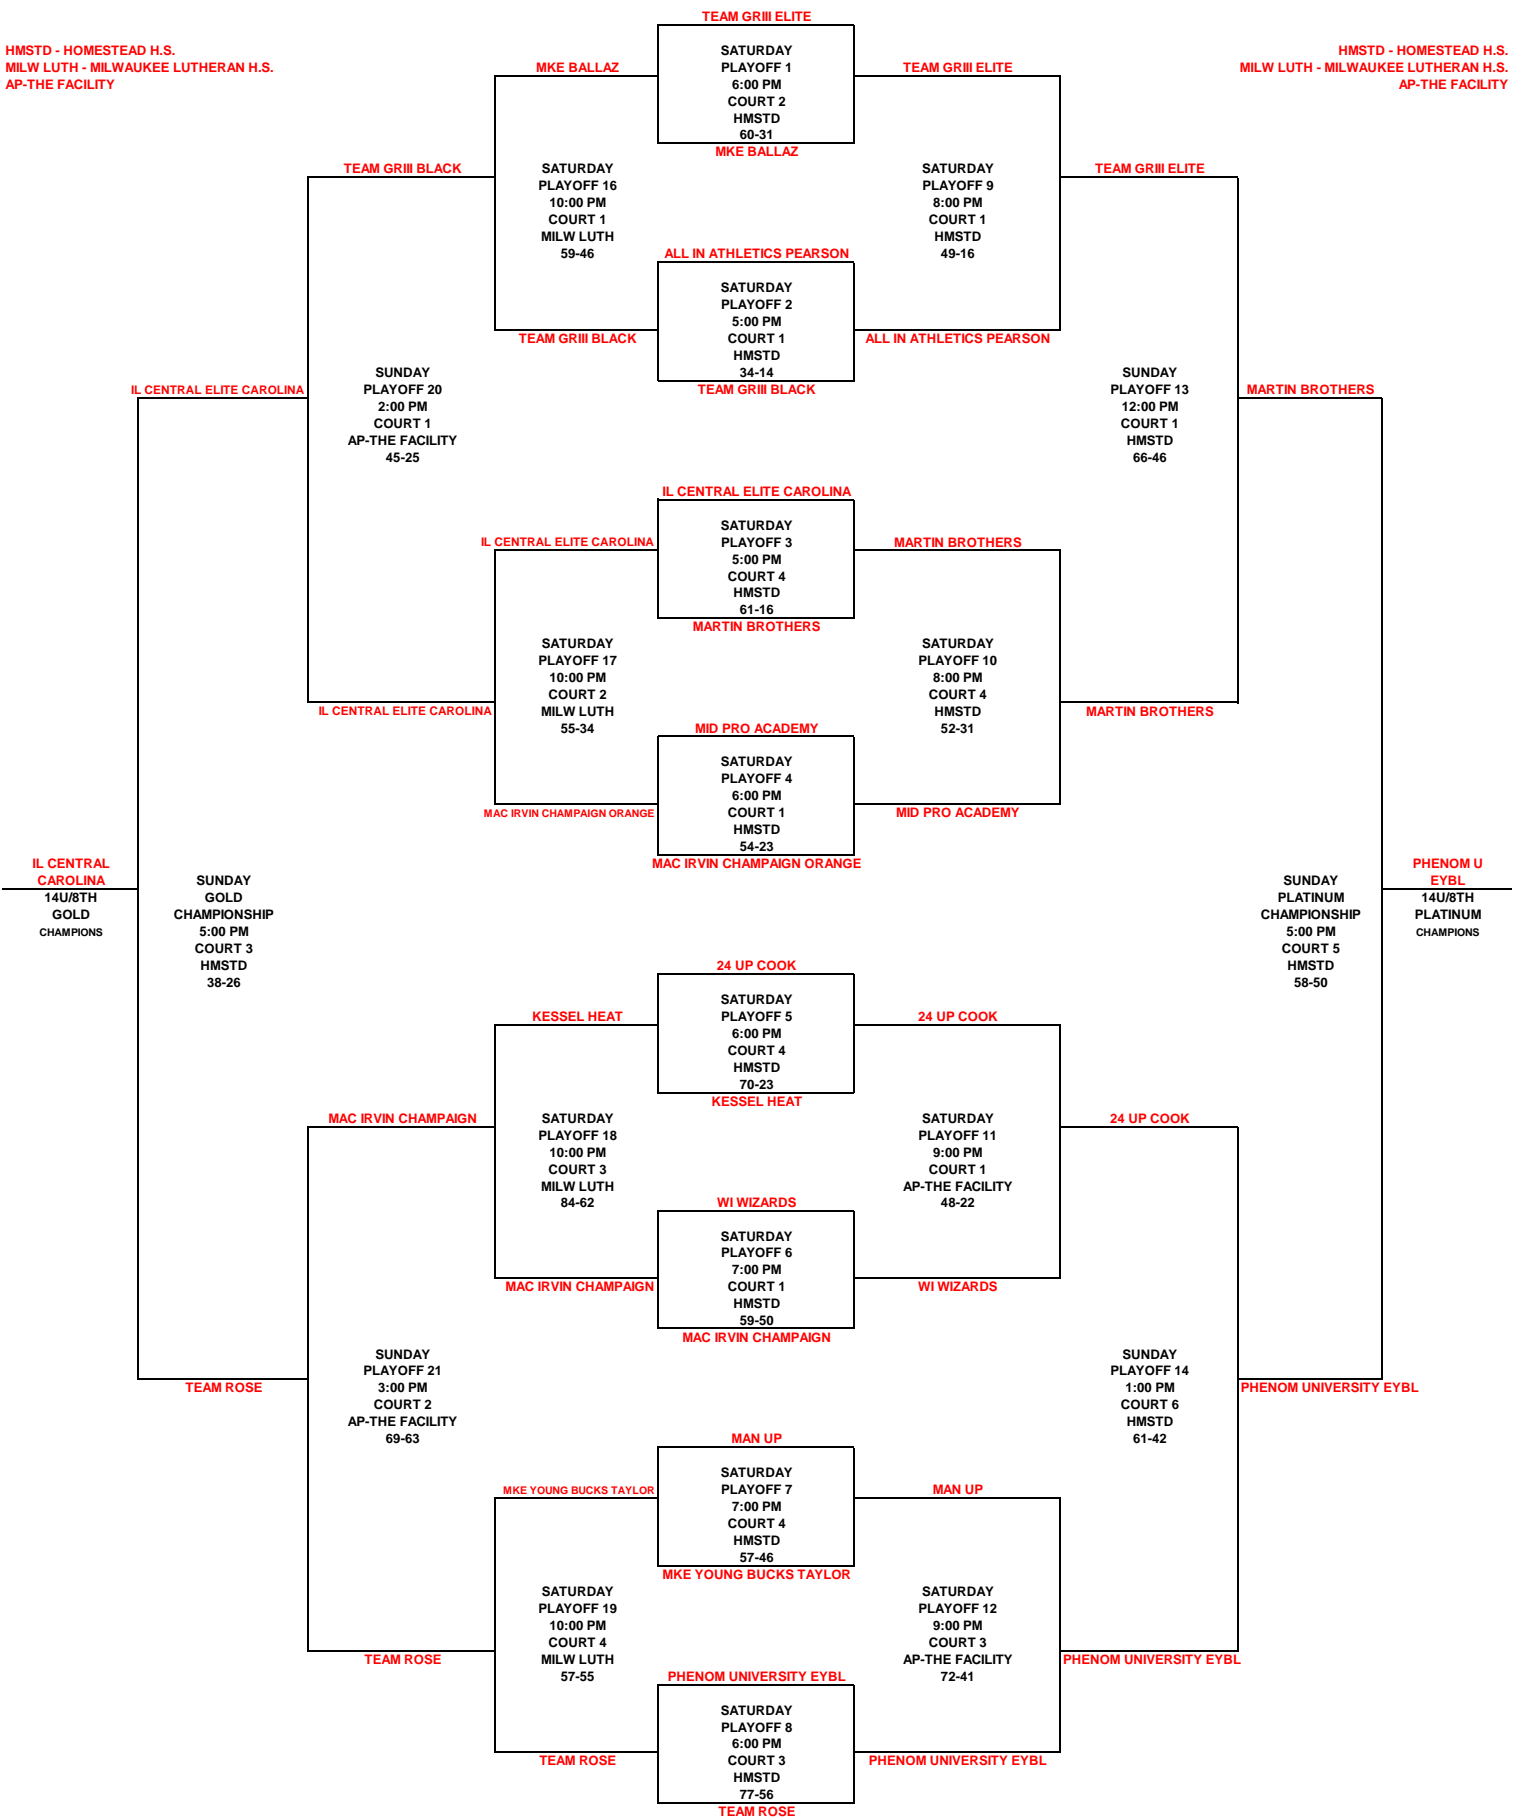 TEAM GRIII ELITE
HMSTD - HOMESTEAD H.S.
MILW LUTH - MILWAUKEE LUTHERAN H.S.
AP-THE FACILITY
HMSTD - HOMESTEAD H.S.
MILW LUTH - MILWAUKEE LUTHERAN H.S.
AP-THE FACILITY
SATURDAY
PLAYOFF 1
6:00 PM
COURT 2
HMSTD
60-31
MKE BALLAZ
TEAM GRIII ELITE
MKE BALLAZ
TEAM GRIII BLACK
SATURDAY
PLAYOFF 16
10:00 PM
COURT 1
MILW LUTH
59-46
SATURDAY
PLAYOFF 9
8:00 PM
COURT 1
HMSTD
49-16
TEAM GRIII ELITE
ALL IN ATHLETICS PEARSON
SATURDAY
PLAYOFF 2
5:00 PM
COURT 1
HMSTD
34-14
TEAM GRIII BLACK
TEAM GRIII BLACK
ALL IN ATHLETICS PEARSON
IL CENTRAL ELITE CAROLINA
SUNDAY
PLAYOFF 20
2:00 PM
COURT 1
AP-THE FACILITY
45-25
SUNDAY
PLAYOFF 13
12:00 PM
COURT 1
HMSTD
66-46
MARTIN BROTHERS
IL CENTRAL ELITE CAROLINA
SATURDAY
PLAYOFF 3
5:00 PM
COURT 4
HMSTD
61-16
MARTIN BROTHERS
IL CENTRAL ELITE CAROLINA
MARTIN BROTHERS
SATURDAY
PLAYOFF 17
10:00 PM
COURT 2
MILW LUTH
55-34
SATURDAY
PLAYOFF 10
8:00 PM
COURT 4
HMSTD
52-31
IL CENTRAL ELITE CAROLINA
MARTIN BROTHERS
MID PRO ACADEMY
SATURDAY
PLAYOFF 4
6:00 PM
COURT 1
HMSTD
54-23
MAC IRVIN CHAMPAIGN ORANGE
MAC IRVIN CHAMPAIGN ORANGE
MID PRO ACADEMY
IL CENTRAL
CAROLINA
14U/8TH
GOLD
CHAMPIONS
SUNDAY
GOLD
CHAMPIONSHIP
5:00 PM
COURT 3
HMSTD
38-26
SUNDAY
PLATINUM
CHAMPIONSHIP
5:00 PM
COURT 5
HMSTD
58-50
PHENOM U
EYBL
14U/8TH
PLATINUM
CHAMPIONS
24 UP COOK
SATURDAY
PLAYOFF 5
6:00 PM
COURT 4
HMSTD
70-23
KESSEL HEAT
KESSEL HEAT
24 UP COOK
MAC IRVIN CHAMPAIGN
SATURDAY
PLAYOFF 18
10:00 PM
COURT 3
MILW LUTH
84-62
SATURDAY
PLAYOFF 11
9:00 PM
COURT 1
AP-THE FACILITY
48-22
24 UP COOK
WI WIZARDS
SATURDAY
PLAYOFF 6
7:00 PM
COURT 1
HMSTD
59-50
MAC IRVIN CHAMPAIGN
MAC IRVIN CHAMPAIGN
WI WIZARDS
TEAM ROSE
SUNDAY
PLAYOFF 21
3:00 PM
COURT 2
AP-THE FACILITY
69-63
SUNDAY
PLAYOFF 14
1:00 PM
COURT 6
HMSTD
61-42
PHENOM UNIVERSITY EYBL
MAN UP
SATURDAY
PLAYOFF 7
7:00 PM
COURT 4
HMSTD
57-46
MKE YOUNG BUCKS TAYLOR
MKE YOUNG BUCKS TAYLOR
MAN UP
SATURDAY
PLAYOFF 19
10:00 PM
COURT 4
MILW LUTH
57-55
SATURDAY
PLAYOFF 12
9:00 PM
COURT 3
AP-THE FACILITY
72-41
TEAM ROSE
PHENOM UNIVERSITY EYBL
PHENOM UNIVERSITY EYBL
SATURDAY
PLAYOFF 8
6:00 PM
COURT 3
HMSTD
77-56
TEAM ROSE
TEAM ROSE
PHENOM UNIVERSITY EYBL